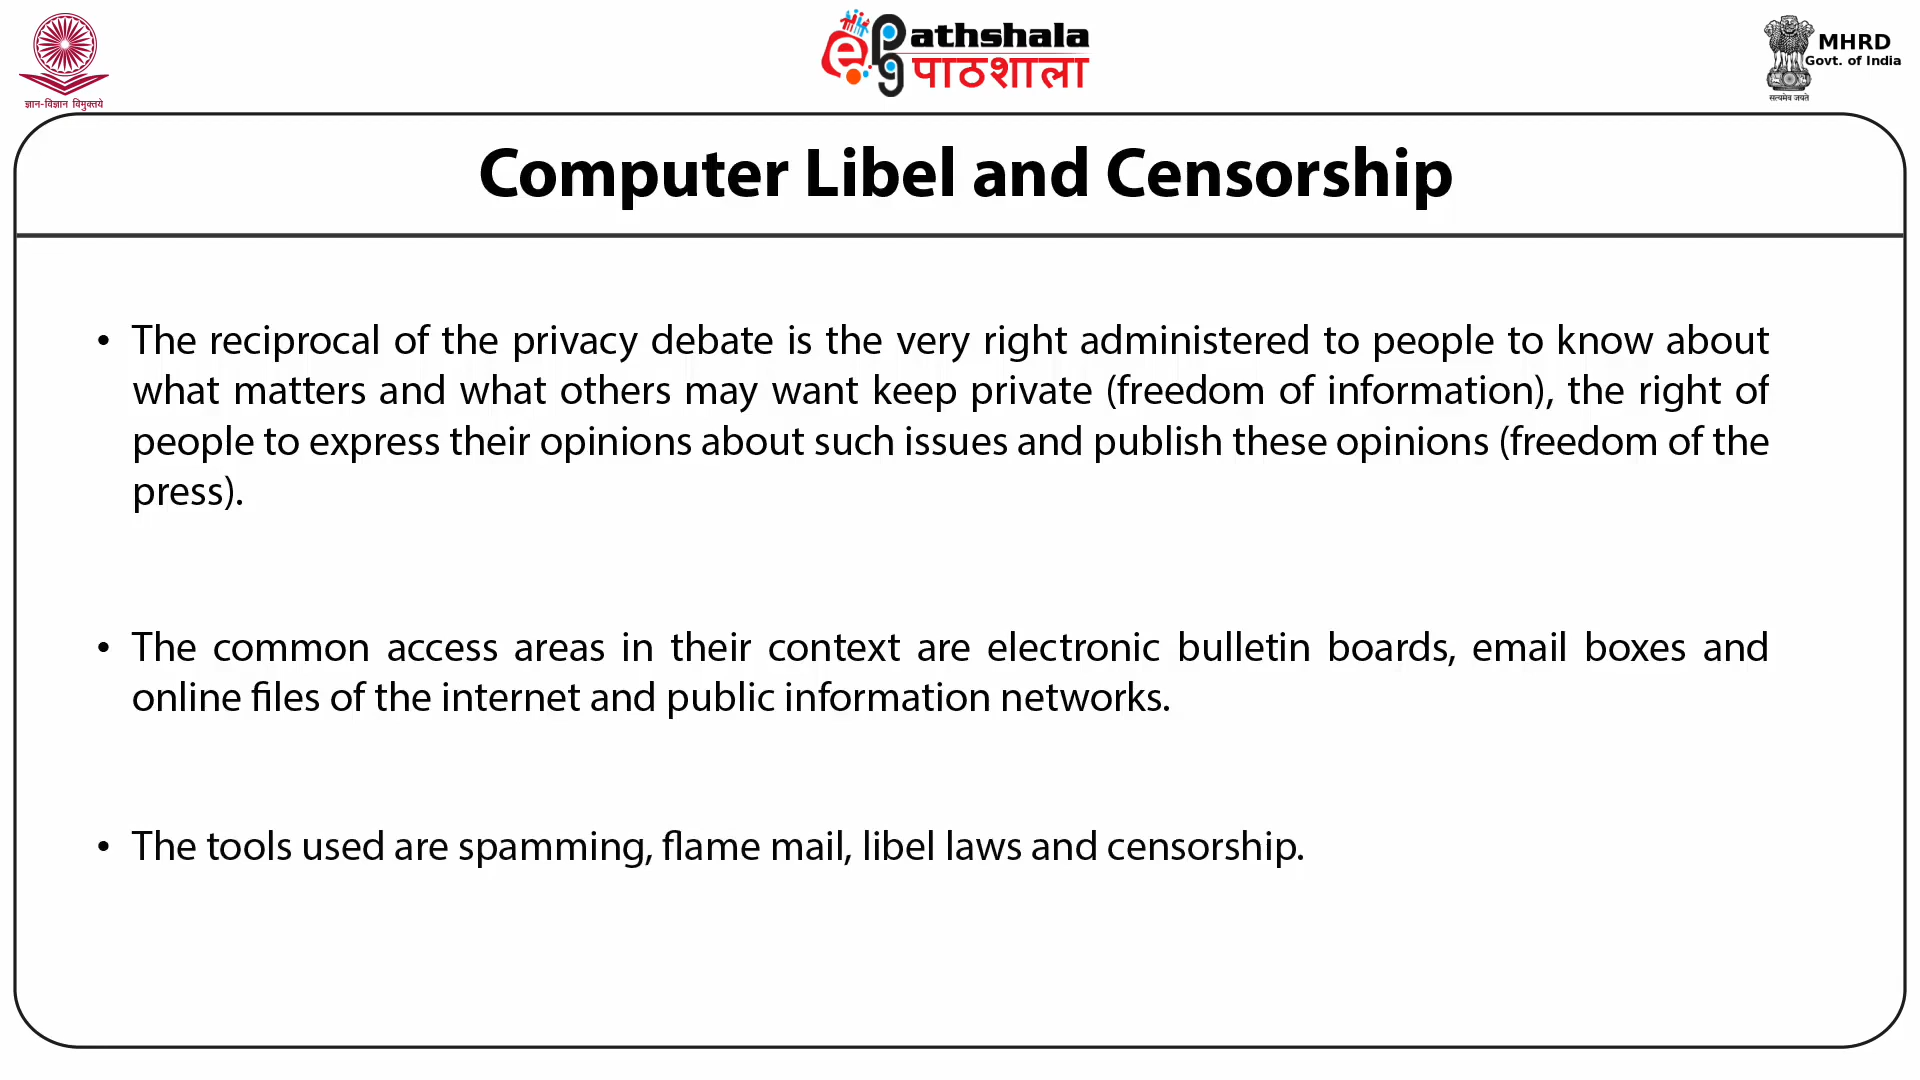 ज्ञान-विज्ञान विमुक्तये
ePathshala
पाठशाला
MHRD
Govt. of India
सत्यमेव जयते
Computer Libel and Censorship
• The reciprocal of the privacy debate is the very right administered to people to know about
what matters and what others may want keep private (freedom of information), the right of
people to express their opinions about such issues and publish these opinions (freedom of the
press).
• The common access areas in their context are electronic bulletin boards, email boxes and
online files of the internet and public information networks.
• The tools used are spamming, flame mail, libel laws and censorship.